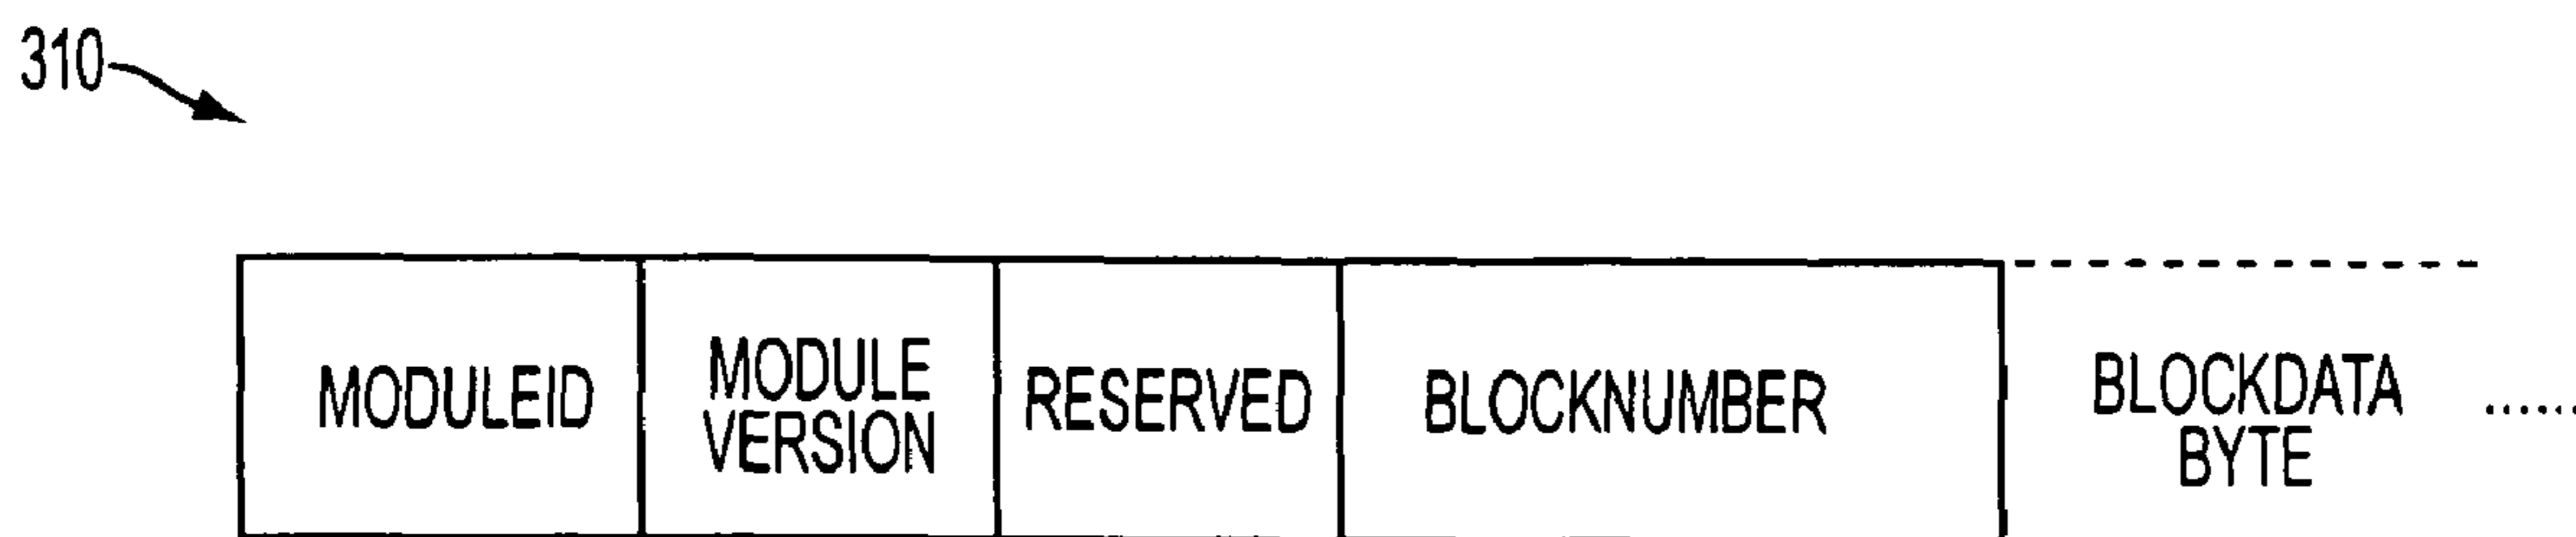 310
MODULEID
MODULE
VERSION
RESERVED
BLOCKNUMBER
BLOCKDATA
BYTE
......